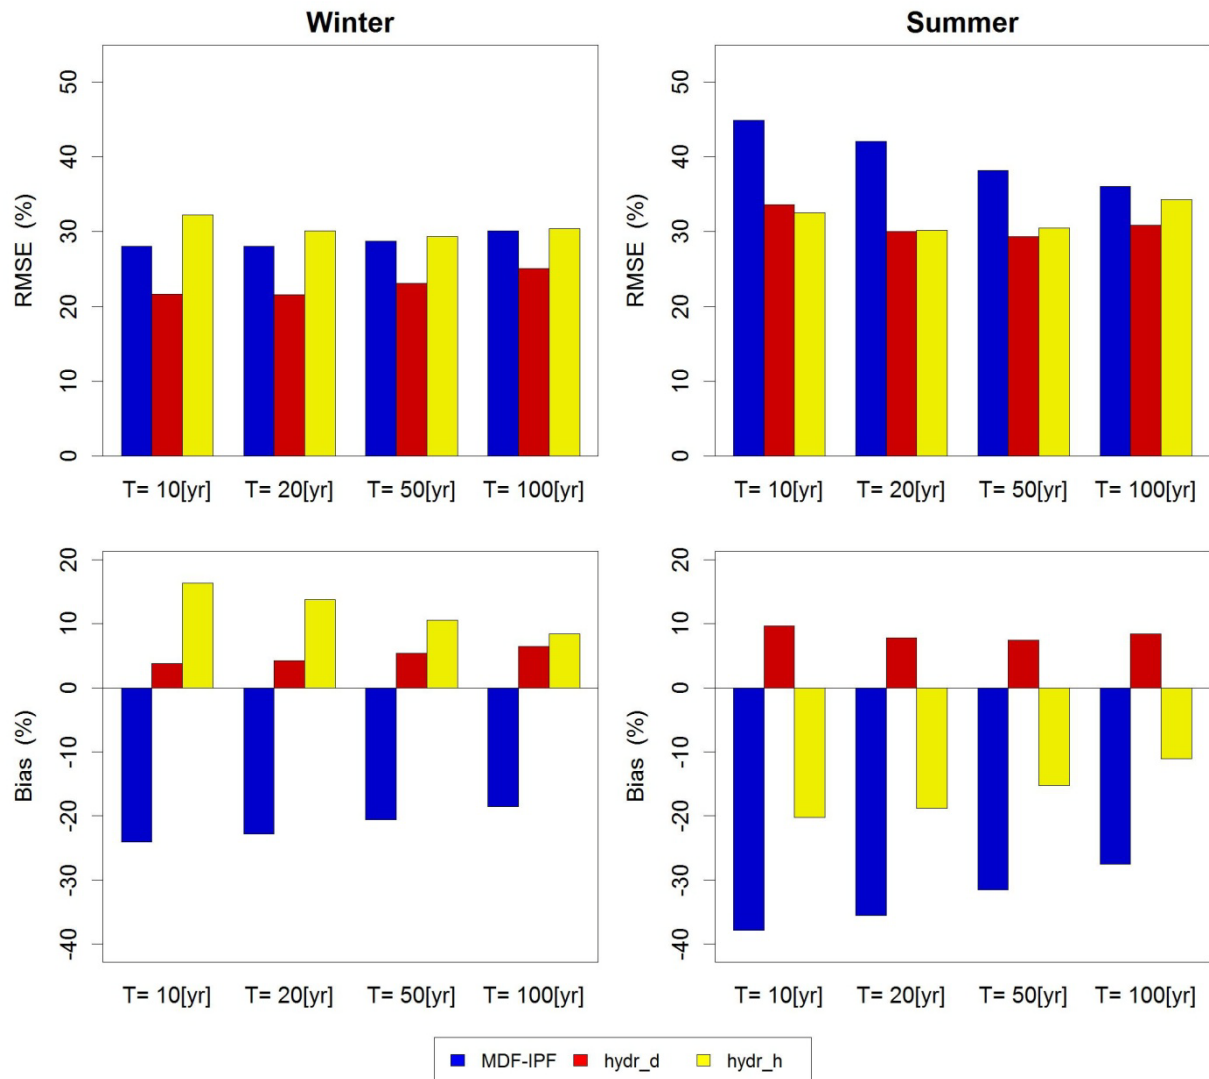 Winter
50
40
30
20
10
0
RMSE (%)
T= 10[yr] T= 20[yr] T= 50[yr] T= 100[yr]
Summer
50
40
30
20
10
0
RMSE (%)
T= 10[yr] T= 20[yr] T= 50[yr] T= 100[yr]
20
10
0
-10
-20
-30
-40
Bias (%)
T= 10[yr] T= 20[yr] T= 50[yr] T= 100[yr]
20
10
0
-10
-20
-30
-40
Bias (%)
T= 10[yr] T= 20[yr] T= 50[yr] T= 100[yr]
MDF-IPF hydr_d hydr_h